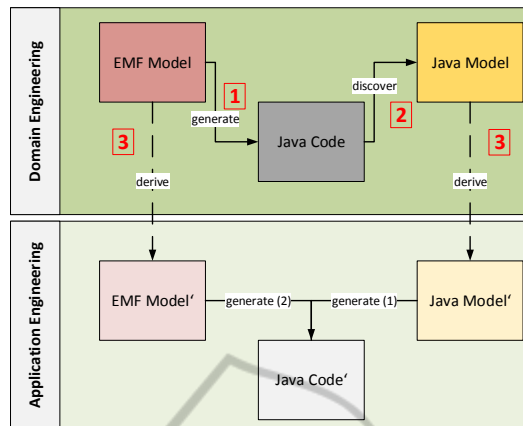 Domain Engineering
EMF Model
Java Model
1
discover
generate
2
Java Code
3
3
derive
derive
Application Engineering
EMF Model‘
generate (2)
generate (1)
Java Model‘
Java Code‘